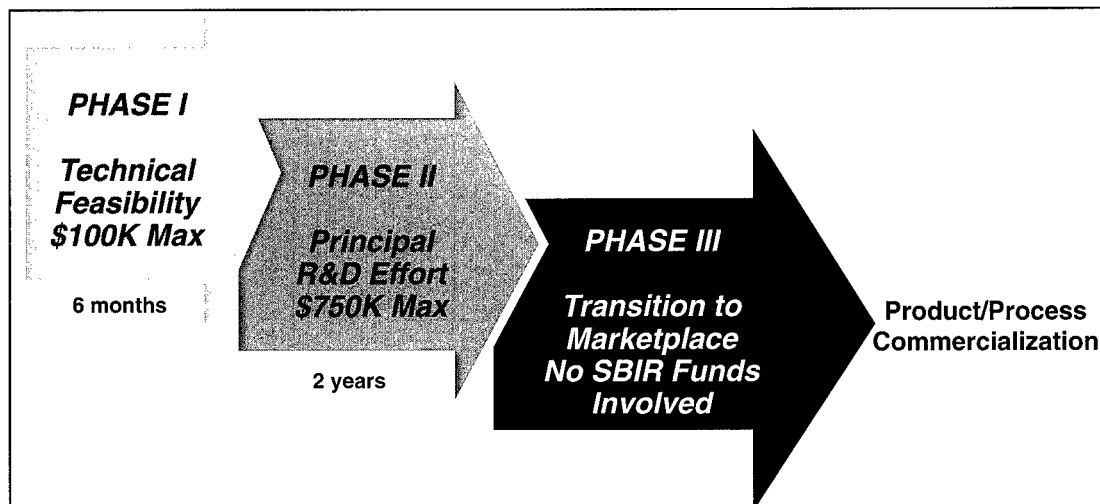 PHASE I
Technical
Feasibility
$100K Max
6 months
PHASE II
Principal
R&D Effort
$750K Max
2 years
PHASE III
Transition to
Marketplace
No SBIR Funds
Involved
Product/Process
Commercialization